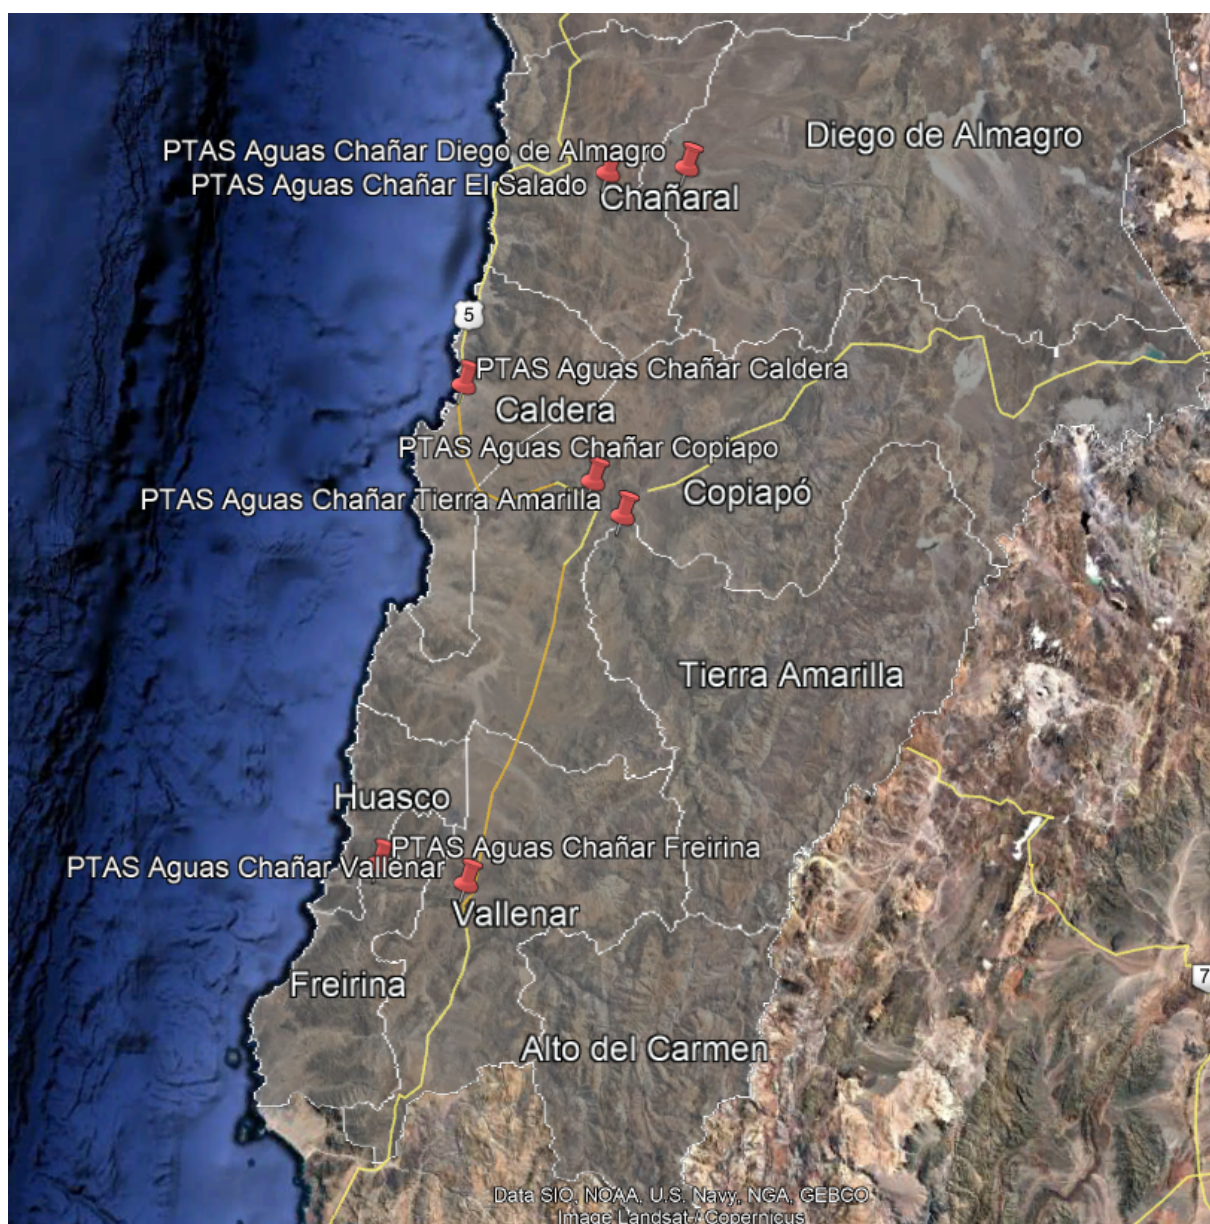 Diego de Almagro
PTAS Aguas Chañar Diego de Almagro
PTAS Aguas Chañar El Salado
Chañaral
5
PTAS Aguas Chañar Caldera
Caldera
PTAS Aguas Chañar Copiapo
PTAS Aguas Chañar Tierra Amarilla
Copiapó
Tierra Amarilla
Huasco
PTAS Aguas Chañar Freirina
PTAS Aguas Chañar Vallenar
Vallenar
Freirina
7
Alto del Carmen
Data SIO, NOAA, U.S. Navy, NGA, GEBCO
Image Landsat / Copernicus